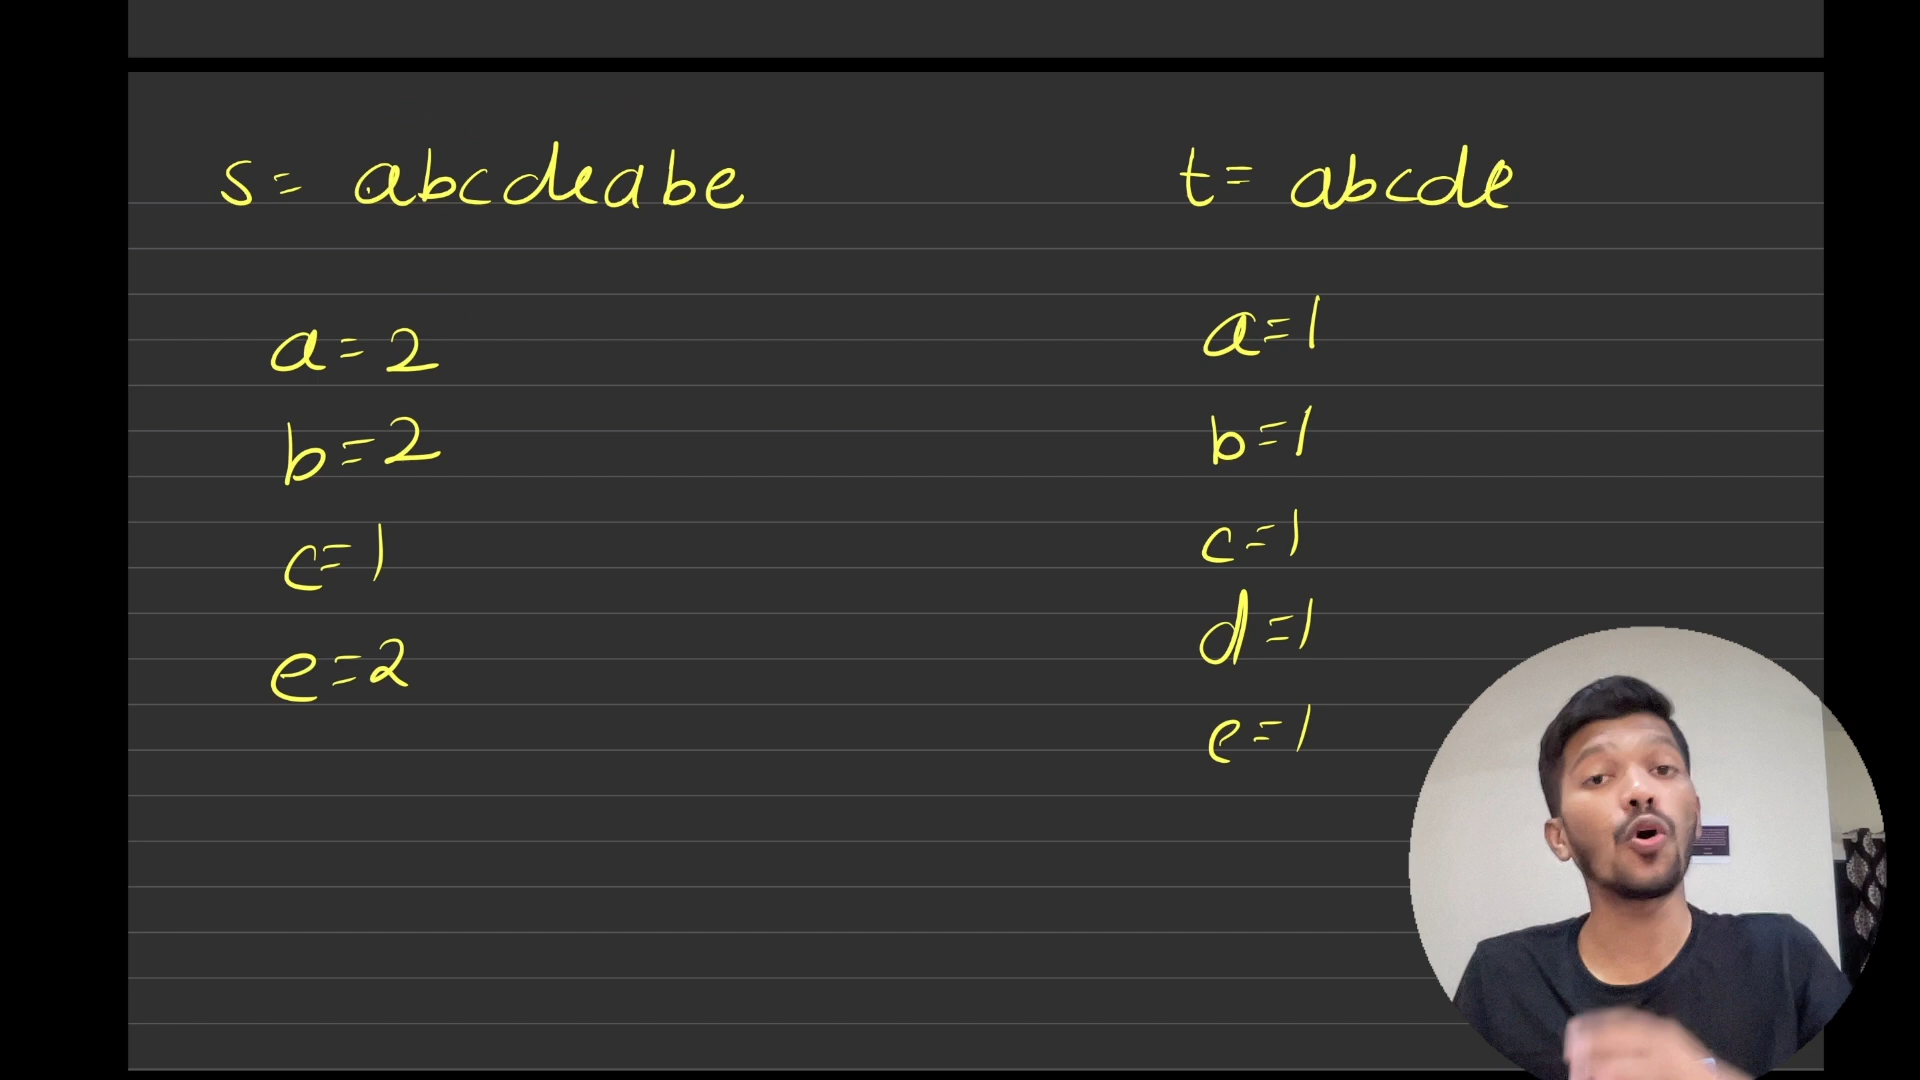 s= abcdeabe
t= abcde
a=2
b=2
c=1
e=2
a=1
b=1
c=1
d=1
e=1